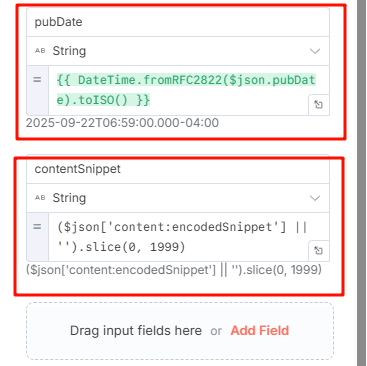 pubDate
AB String
= {{ DateTime.fromRFC2822($json.pubDat
e).toISO() }}
2025-09-22T06:59:00.000-04:00
contentSnippet
AB String
= ($json['content:encodedSnippet'] ||
'').slice(0, 1999)
($json['content:encodedSnippet'] || '').slice(0, 1999)
Drag input fields here or Add Field